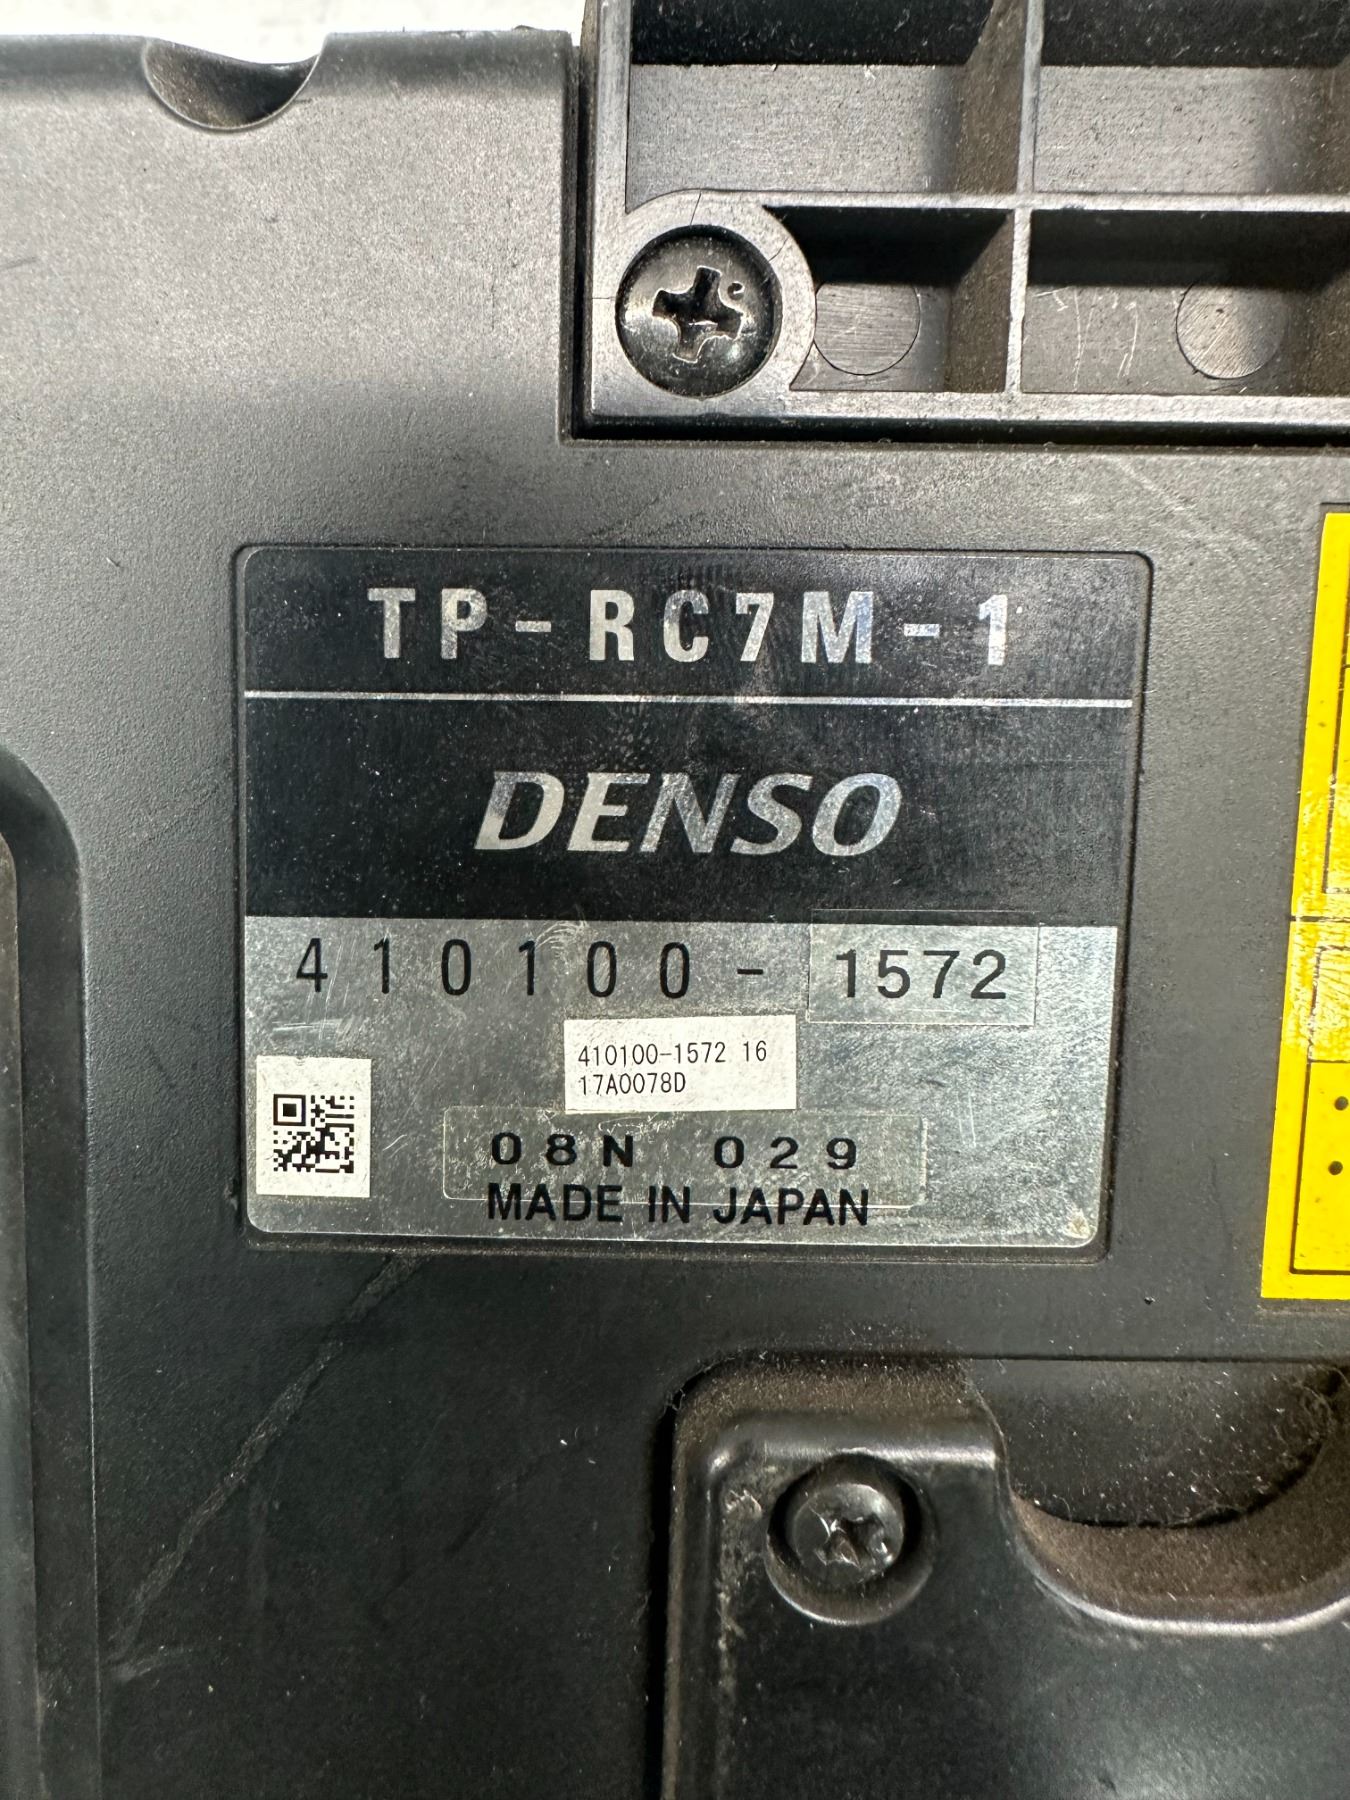 TP-RC7M-1
DENSO
410100-1572
410100-1572 16
17A0078D
08N 029
MADE IN JAPAN